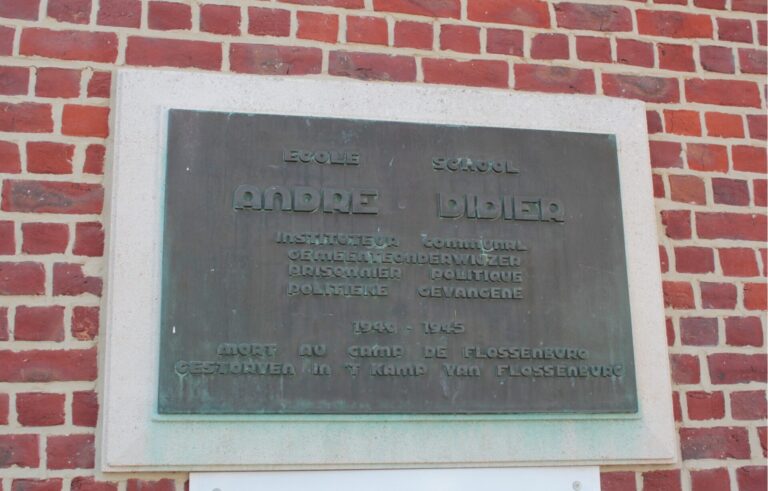 ECOLE SCHOOL
ANDRE DIDIER
INSTITUTEUR COMMUNAL
GEMEENTEONDERWIJZER
PRISONNIER POLITIQUE
POLITIEKE GEVANGENE
1940 - 1945
MORT AU CAMP DE FLOSSENBURG
GESTORVEN IN 'T KAMP VAN FLOSSENBURG